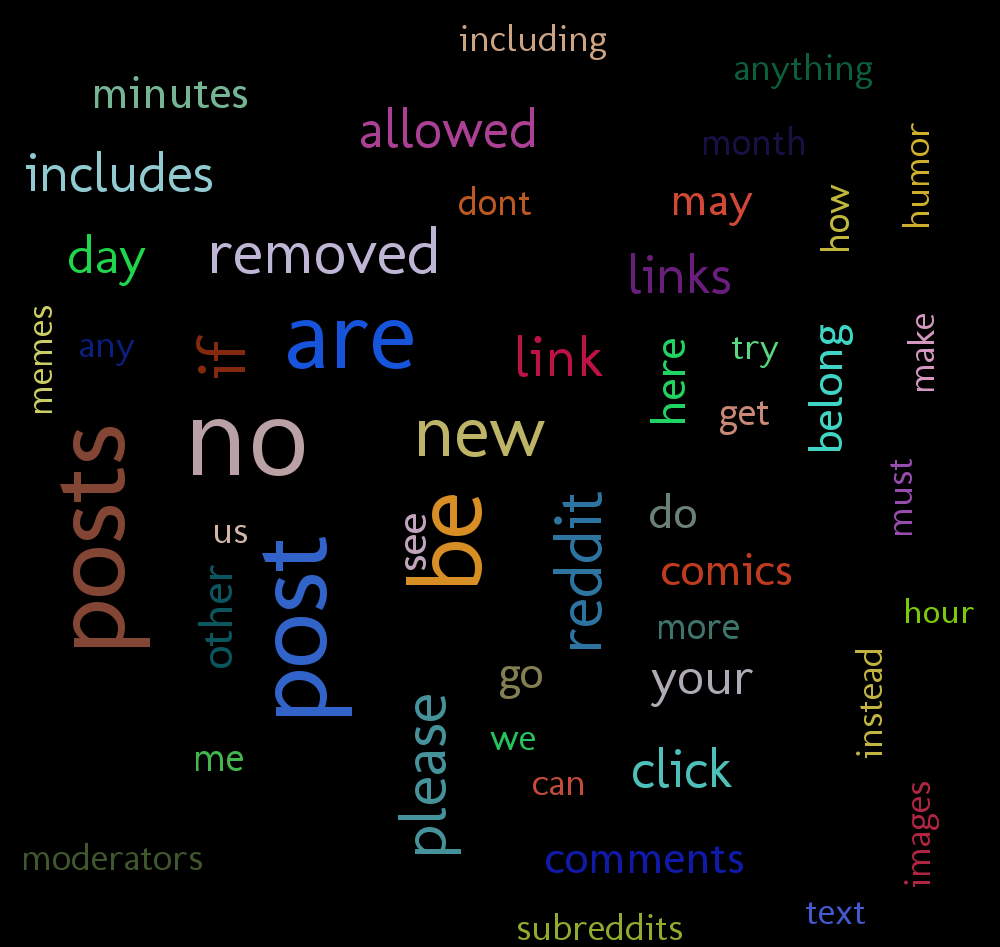 including
anything
minutes
allowed
month
humor
includes
dont
may
how
day
removed
links
memes
any
if
are
link
here
try
belong
make
get
no
new
posts
us
post
see
be
reddit
do
must
comics
other
more
hour
go
your
instead
please
we
me
can
click
images
moderators
comments
text
subreddits